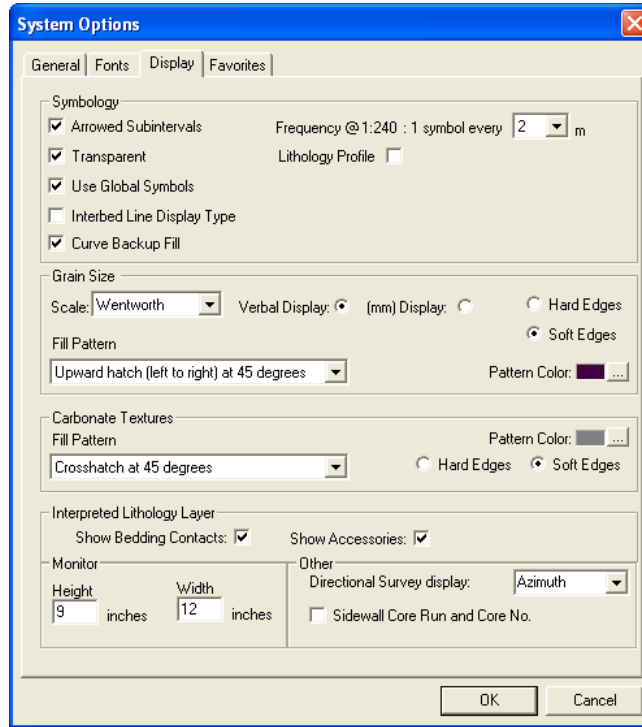 System Options
General Fonts Display Favorites
Symbology
Arrowed Subintervals Frequency @1:240 : 1 symbol every 2 m
Transparent Lithology Profile
Use Global Symbols
Interbed Line Display Type
Curve Backup Fill
Grain Size
Scale: Wentworth Verbal Display: (mm) Display: Hard Edges
Soft Edges
Fill Pattern
Upward hatch (left to right) at 45 degrees Pattern Color: ...
Carbonate Textures
Fill Pattern Pattern Color: ...
Crosshatch at 45 degrees Hard Edges Soft Edges
Interpreted Lithology Layer
Show Bedding Contacts: Show Accessories:
Monitor Other
Height Width Directional Survey display: Azimuth
9 inches 12 inches Sidewall Core Run and Core No.
OK Cancel